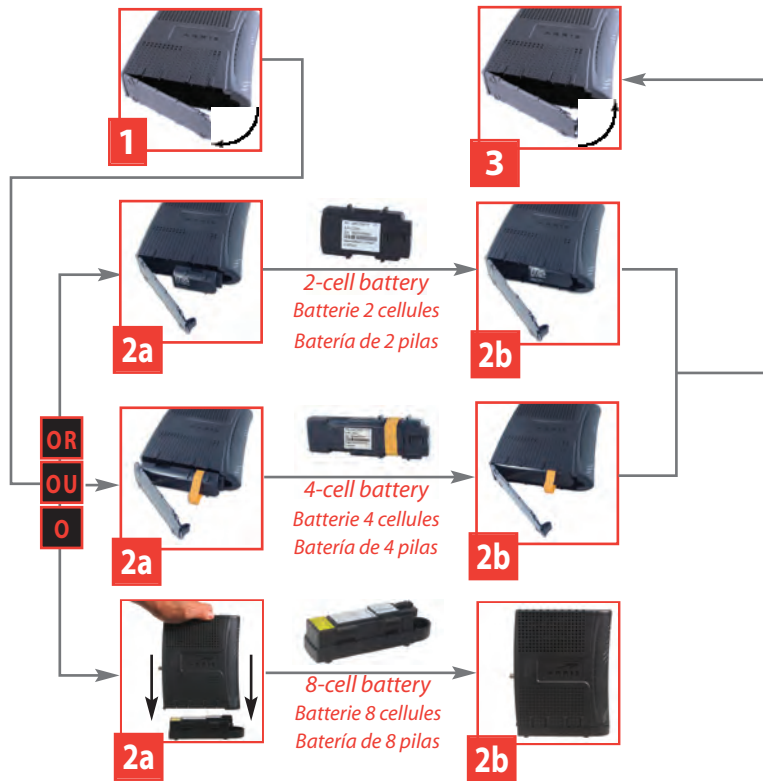 1
3
2a
2-cell battery
Batterie 2 cellules
Batería de 2 pilas
2b
OR
OU
O
2a
4-cell battery
Batterie 4 cellules
Batería de 4 pilas
2b
2a
8-cell battery
Batterie 8 cellules
Batería de 8 pilas
2b